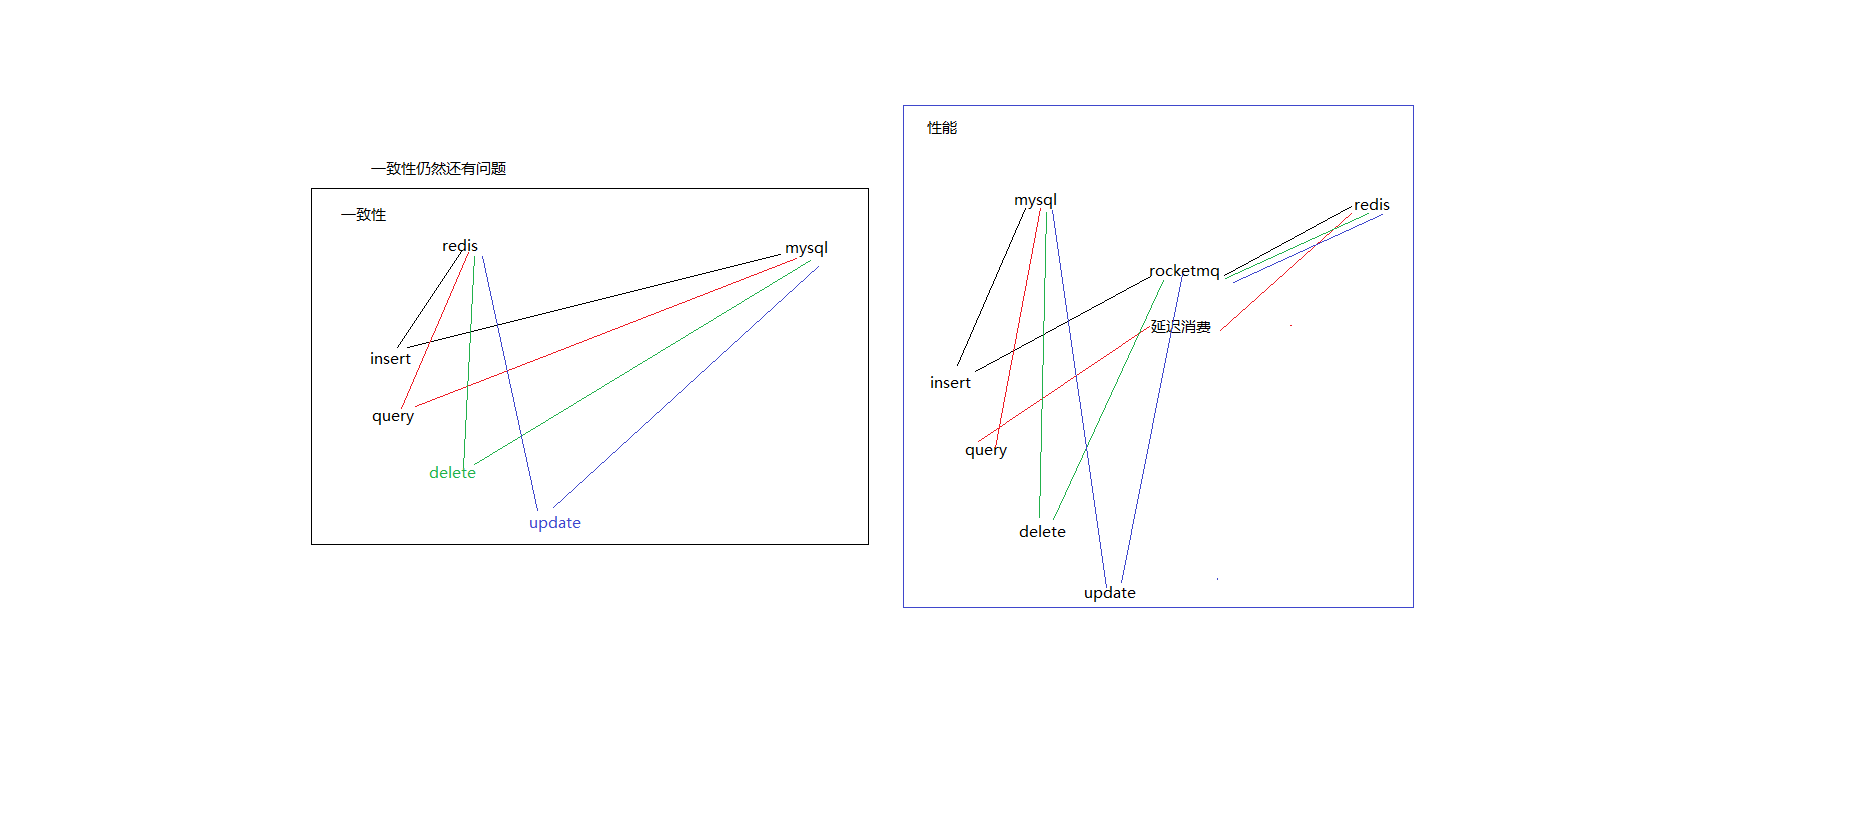 一致性仍然还有问题
一致性
redis
mysql
insert
query
delete
update
性能
mysql
redis
rocketmq
延迟消费
insert
query
delete
update